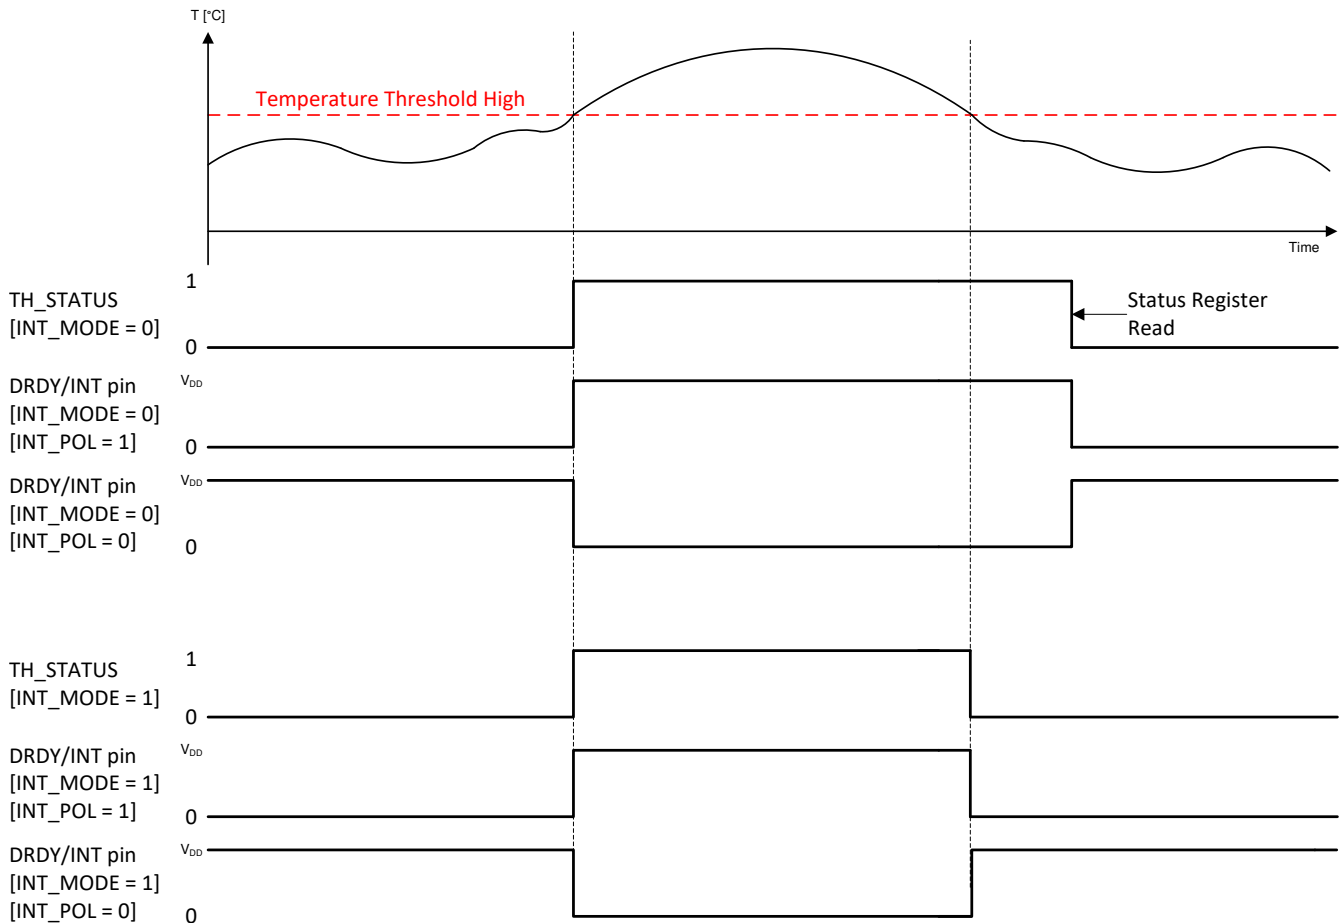 T [°C]
Temperature Threshold High
Time
1
TH_STATUS
[INT_MODE = 0]
0
Status Register
Read
DRDY/INT pin
[INT_MODE = 0]
[INT_POL = 1]
VDD
0
DRDY/INT pin
[INT_MODE = 0]
[INT_POL = 0]
VDD
0
TH_STATUS
[INT_MODE = 1]
1
0
DRDY/INT pin
[INT_MODE = 1]
[INT_POL = 1]
VDD
0
DRDY/INT pin
[INT_MODE = 1]
[INT_POL = 0]
VDD
0